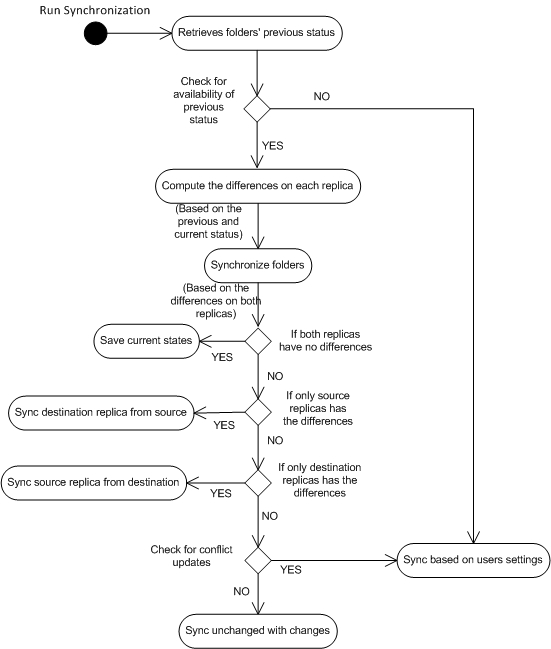 Run Synchronization
Retrieves folders' previous status
Check for
availability of
previous
status
NO
YES
Compute the differences on each replica
(Based on the
previous and
current status)
Synchronize folders
(Based on the
differences on both
replicas)
If both replicas
have no differences
Save current states
YES
NO
If only source
replicas has
the differences
Sync destination replica from source
YES
NO
If only destination
replicas has the
differences
Sync source replica from destination
YES
NO
Check for conflict
updates
YES
Sync based on users settings
NO
Sync unchanged with changes